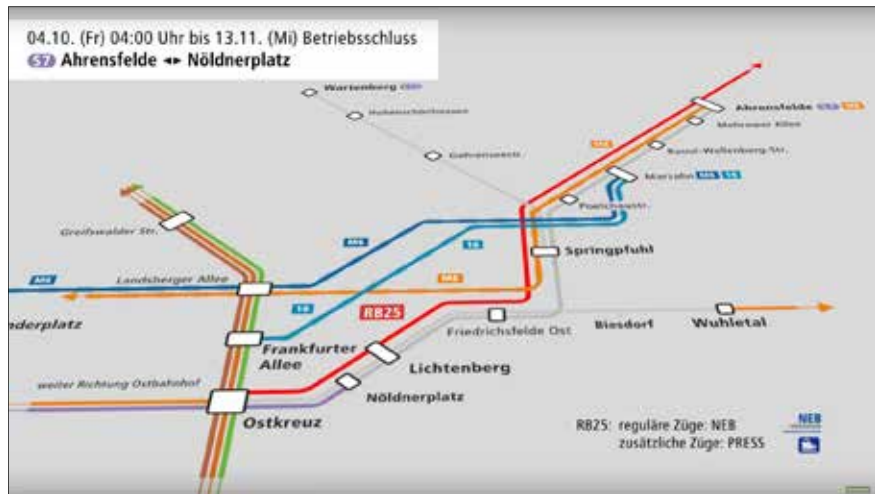 04.10. (Fr) 04:00 Uhr bis 13.11. (Mi) Betriebsschluss
S7 Ahrensfelde ◂▸ Nöldnerplatz
Wartenberg
Hohenschönhausen
Gehrenseestr.
Ahrensfelde
Mehrower Allee
M8
Raoul-Wallenberg-Str.
Marzahn M6 16
Poelchaustr.
Greifswalder Str.
M6
16
Springpfuhl
Landsberger Allee
M6
M8
nderplatz
16
RB25
Friedrichsfelde Ost
Biesdorf
Wuhletal
Frankfurter
Allee
Lichtenberg
weiter Richtung Ostbahnhof
Nöldnerplatz
Ostkreuz
RB25: reguläre Züge: NEB
zusätzliche Züge: PRESS
NEB